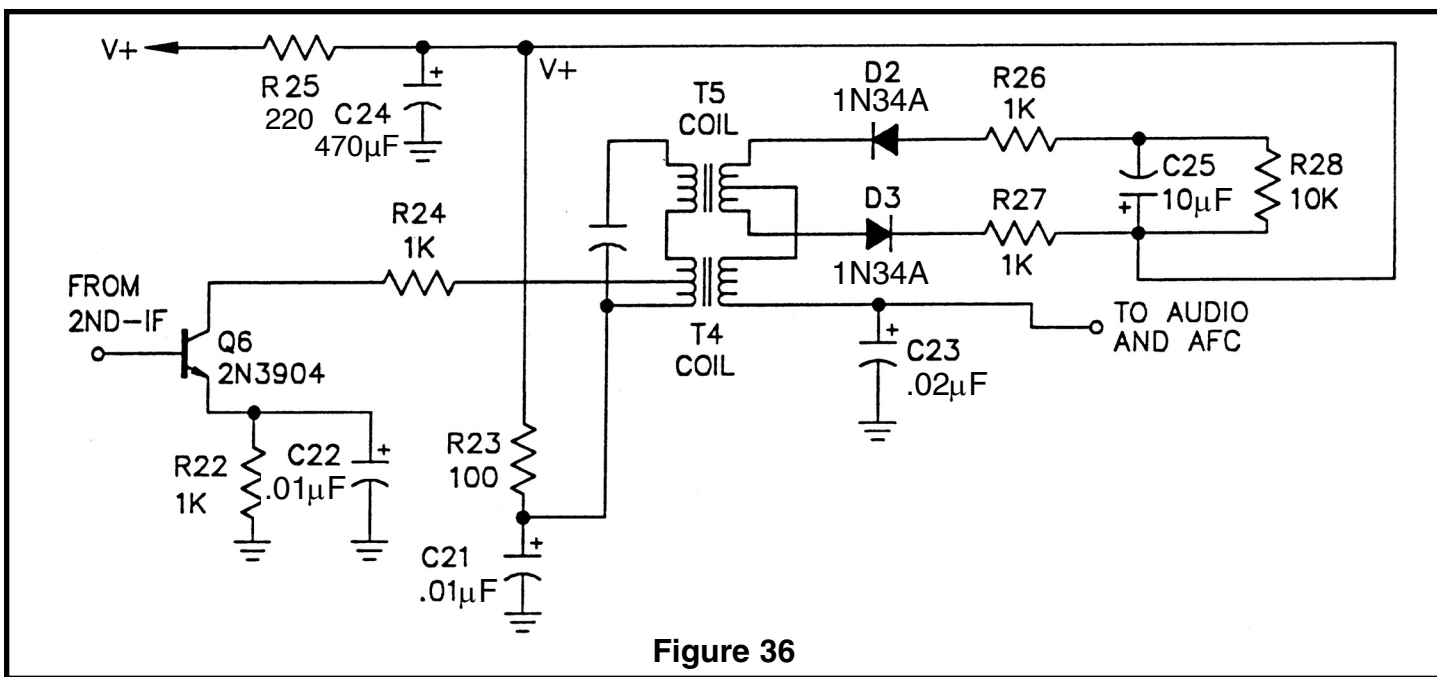 V+
R25
220
C24
470µF
+
V+
T5
COIL
D2
1N34A
R26
1K
C25
10µF
+
R28
10K
R24
1K
D3
1N34A
R27
1K
FROM
2ND-IF
Q6
2N3904
T4
COIL
+
C23
.02µF
TO AUDIO
AND AFC
R22
1K
C22
.01µF
+
R23
100
C21
.01µF
+
Figure 36